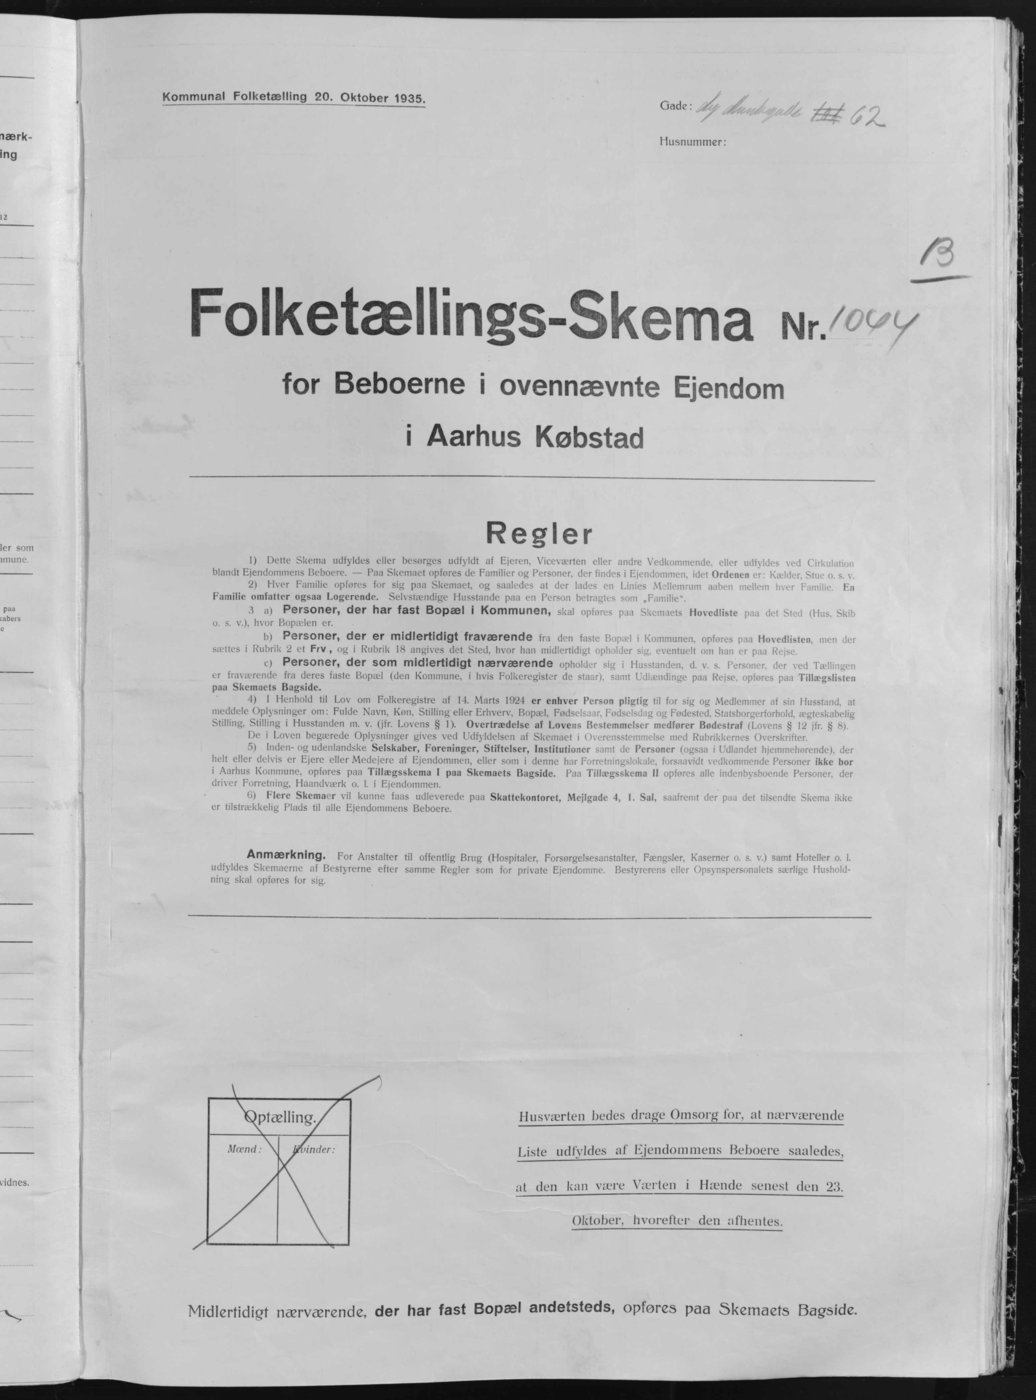 Kommunal Folketælling 20. Oktober 1935.
Gade: Ny Munkegade 62
Husnummer:
B
Folketællings-Skema Nr. 1044
for Beboerne i ovennævnte Ejendom
i Aarhus Købstad
Regler
1) Dette Skema udfyldes eller besørges udfyldt af Ejeren, Viceværten eller andre Vedkommende, eller udfyldes ved Cirkulation
blandt Ejendommens Beboere. — Paa Skemaet opføres de Familier og Personer, der findes i Ejendommen, idet Ordenen er: Kælder, Stue o. s. v.
2) Hver Familie opføres for sig paa Skemaet, og saaledes at der lades en Linies Mellemrum aaben mellem hver Familie. En
Familie omfatter ogsaa Logerende. Selvstændige Husstande paa en Person betragtes som „Familie“.
3 a) Personer, der har fast Bopæl i Kommunen, skal opføres paa Skemaets Hovedliste paa det Sted (Hus, Skib
o. s. v.), hvor Bopælen er.
b) Personer, der er midlertidigt fraværende fra den faste Bopæl i Kommunen, opføres paa Hovedlisten, men der
sættes i Rubrik 2 et Frv., og i Rubrik 18 angives det Sted, hvor han midlertidigt opholder sig, eventuelt om han er paa Rejse.
c) Personer, der som midlertidigt nærværende opholder sig i Husstanden, d. v. s. Personer, der ved Tællingen
er fraværende fra deres faste Bopæl (den Kommune, i hvis Folkeregister de staar), samt Udlændinge paa Rejse, opføres paa Tillægslisten
paa Skemaets Bagside.
4) I Henhold til Lov om Folkeregistre af 14. Marts 1924 er enhver Person pligtig til for sig og Medlemmer af sin Husstand, at
meddele Oplysninger om: Fulde Navn, Køn, Stilling eller Erhverv, Bopæl, Fødselsaar, Fødselsdag og Fødested, Statsborgerforhold, ægteskabelig
Stilling, Stilling i Husstanden m. v. (jfr. Lovens § 1). Overtrædelse af Lovens Bestemmelser medfører Bødestraf (Lovens § 12 jfr. § 8).
De i Loven begærede Oplysninger gives ved Udfyldelsen af Skemaet i Overensstemmelse med Rubrikkernes Overskrifter.
5) Inden- og udenlandske Selskaber, Foreninger, Stiftelser, Institutioner samt de Personer (ogsaa i Udlandet hjemmehørende), der
helt eller delvis er Ejere eller Medejere af Ejendommen, eller som i denne har Forretningslokale, forsaavidt vedkommende Personer ikke bor
i Aarhus Kommune, opføres paa Tillægsskema I paa Skemaets Bagside. Paa Tillægsskema II opføres alle indenbysboende Personer, der
driver Forretning, Haandværk o. l. i Ejendommen.
6) Flere Skemaer vil kunne faas udleverede paa Skattekontoret, Mejlgade 4, 1. Sal, saafremt der paa det tilsendte Skema ikke
er tilstrækkelig Plads til alle Ejendommens Beboere.
Anmærkning. For Anstalter til offentlig Brug (Hospitaler, Forsørgelsesanstalter, Fængsler, Kaserner o. s. v.) samt Hoteller o. l.
udfyldes Skemaerne af Bestyrerne efter samme Regler som for private Ejendomme. Bestyrerens eller Opsynspersonalets særlige Hushold-
ning skal opføres for sig.
Optælling.
Mænd: Kvinder:
Husværten bedes drage Omsorg for, at nærværende
Liste udfyldes af Ejendommens Beboere saaledes,
at den kan være Værten i Hænde senest den 23.
Oktober, hvorefter den afhentes.
Midlertidigt nærværende, der har fast Bopæl andetsteds, opføres paa Skemaets Bagside.